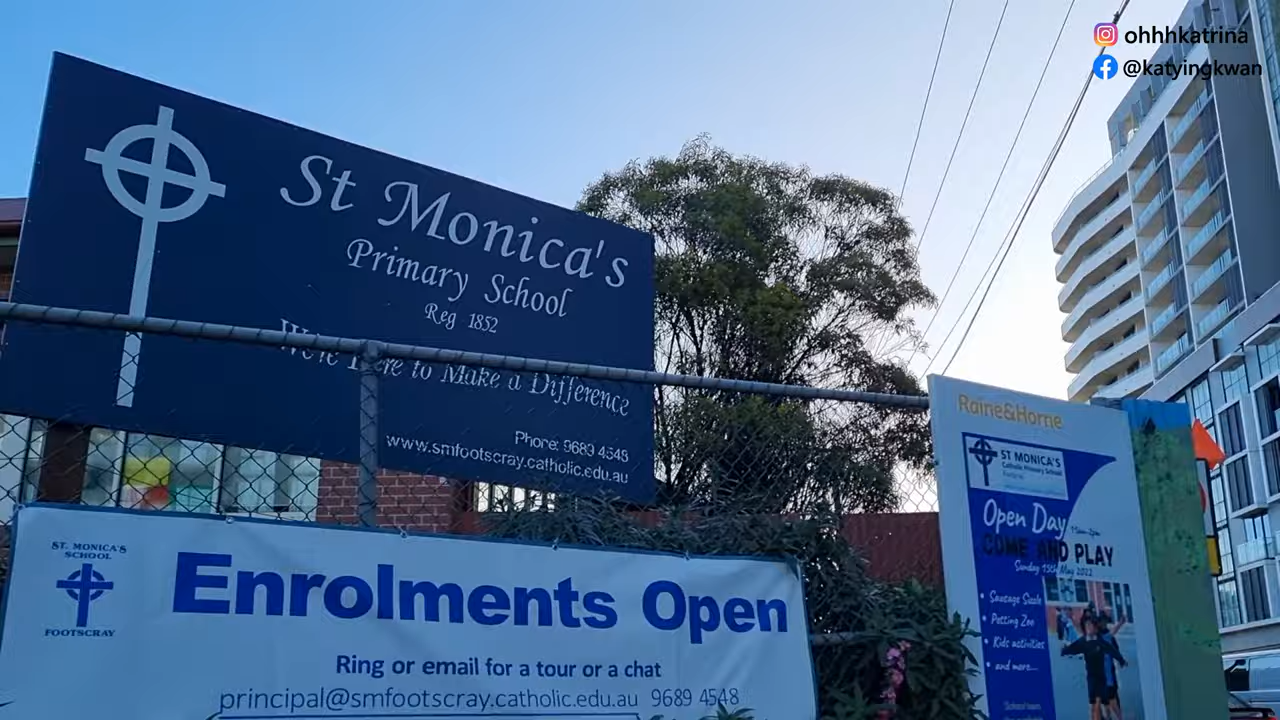 ohhhkatrina
@katyingkwan
St Monica's
Primary School
Reg 1852
We're Here to Make a Difference
Phone: 9689 4548
www.smfootscray.catholic.edu.au
ST. MONICA'S
SCHOOL
FOOTSCRAY
Enrolments Open
Ring or email for a tour or a chat
principal@smfootscray.catholic.edu.au 9689 4548
Raine&Horne
ST MONICA'S
Catholic Primary School
Open Day
COME AND PLAY
Sunday 15th May 2022
• Sausage Sizzle
• Petting Zoo
• Kids activities
• and more...